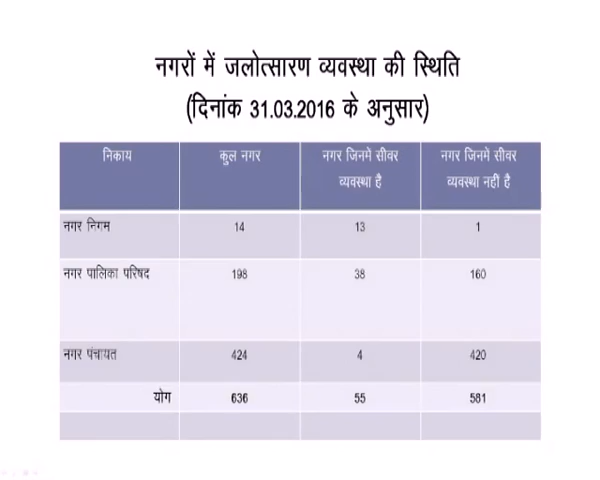 नगरों में जलोत्सारण व्यवस्था की स्थिति
(दिनांक 31.03.2016 के अनुसार)
निकाय कुल नगर नगर जिनमे सीवर व्यवस्था है नगर जिनमे सीवर व्यवस्था नहीं है
नगर निगम 14 13 1
नगर पालिका परिषद 198 38 160
नगर पंचायत 424 4 420
योग 636 55 581